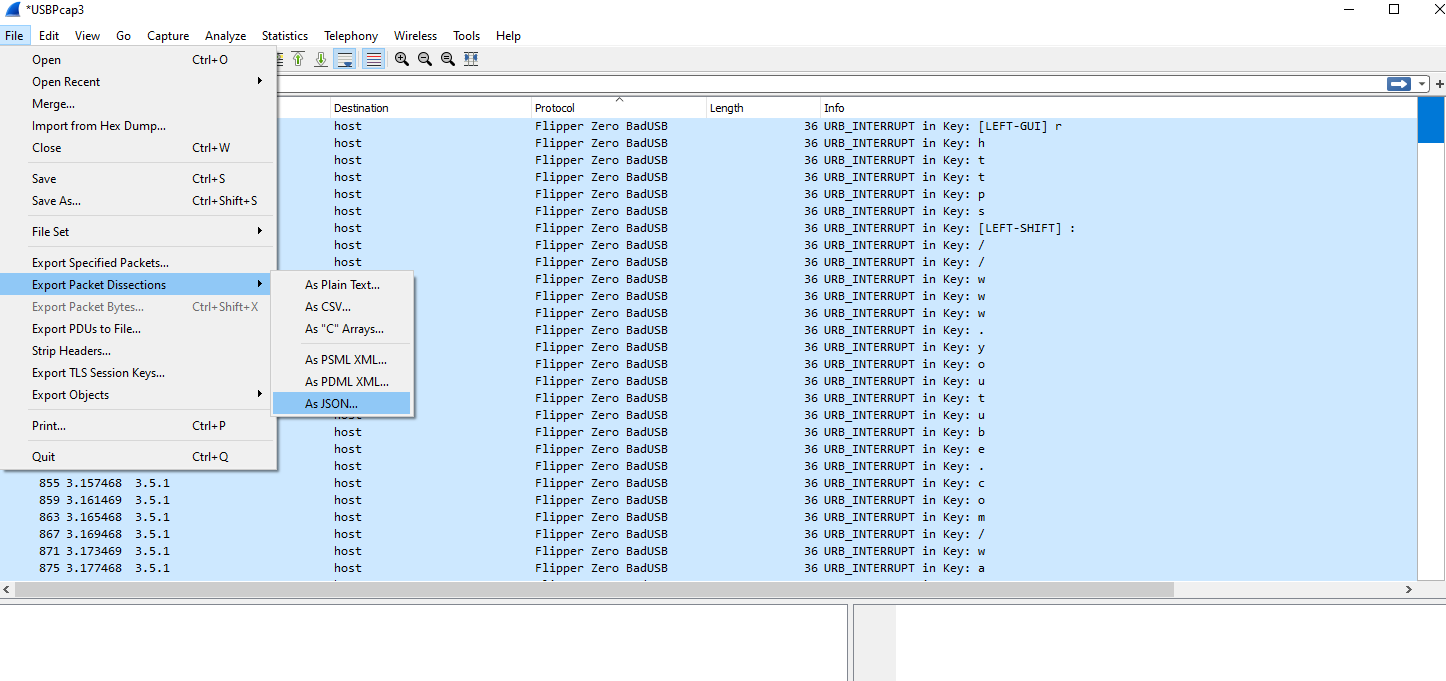 *USBPcap3
File Edit View Go Capture Analyze Statistics Telephony Wireless Tools Help
Open Ctrl+O
Open Recent
Merge...
Import from Hex Dump...
Close Ctrl+W
Save Ctrl+S
Save As... Ctrl+Shift+S
File Set
Export Specified Packets...
Export Packet Dissections
Export Packet Bytes... Ctrl+Shift+X
Export PDUs to File...
Strip Headers...
Export TLS Session Keys...
Export Objects
Print... Ctrl+P
Quit Ctrl+Q
As Plain Text...
As CSV...
As "C" Arrays...
As PSML XML...
As PDML XML...
As JSON...
Destination Protocol Length Info
host Flipper Zero BadUSB 36 URB_INTERRUPT in Key: [LEFT-GUI] r
host Flipper Zero BadUSB 36 URB_INTERRUPT in Key: h
host Flipper Zero BadUSB 36 URB_INTERRUPT in Key: t
host Flipper Zero BadUSB 36 URB_INTERRUPT in Key: t
host Flipper Zero BadUSB 36 URB_INTERRUPT in Key: p
host Flipper Zero BadUSB 36 URB_INTERRUPT in Key: s
host Flipper Zero BadUSB 36 URB_INTERRUPT in Key: [LEFT-SHIFT] :
host Flipper Zero BadUSB 36 URB_INTERRUPT in Key: /
host Flipper Zero BadUSB 36 URB_INTERRUPT in Key: /
Flipper Zero BadUSB 36 URB_INTERRUPT in Key: w
Flipper Zero BadUSB 36 URB_INTERRUPT in Key: w
Flipper Zero BadUSB 36 URB_INTERRUPT in Key: w
Flipper Zero BadUSB 36 URB_INTERRUPT in Key: .
Flipper Zero BadUSB 36 URB_INTERRUPT in Key: y
Flipper Zero BadUSB 36 URB_INTERRUPT in Key: o
Flipper Zero BadUSB 36 URB_INTERRUPT in Key: u
Flipper Zero BadUSB 36 URB_INTERRUPT in Key: t
host Flipper Zero BadUSB 36 URB_INTERRUPT in Key: u
host Flipper Zero BadUSB 36 URB_INTERRUPT in Key: b
host Flipper Zero BadUSB 36 URB_INTERRUPT in Key: e
host Flipper Zero BadUSB 36 URB_INTERRUPT in Key: .
855 3.157468 3.5.1 host Flipper Zero BadUSB 36 URB_INTERRUPT in Key: c
859 3.161469 3.5.1 host Flipper Zero BadUSB 36 URB_INTERRUPT in Key: o
863 3.165468 3.5.1 host Flipper Zero BadUSB 36 URB_INTERRUPT in Key: m
867 3.169468 3.5.1 host Flipper Zero BadUSB 36 URB_INTERRUPT in Key: /
871 3.173469 3.5.1 host Flipper Zero BadUSB 36 URB_INTERRUPT in Key: w
875 3.177468 3.5.1 host Flipper Zero BadUSB 36 URB_INTERRUPT in Key: a